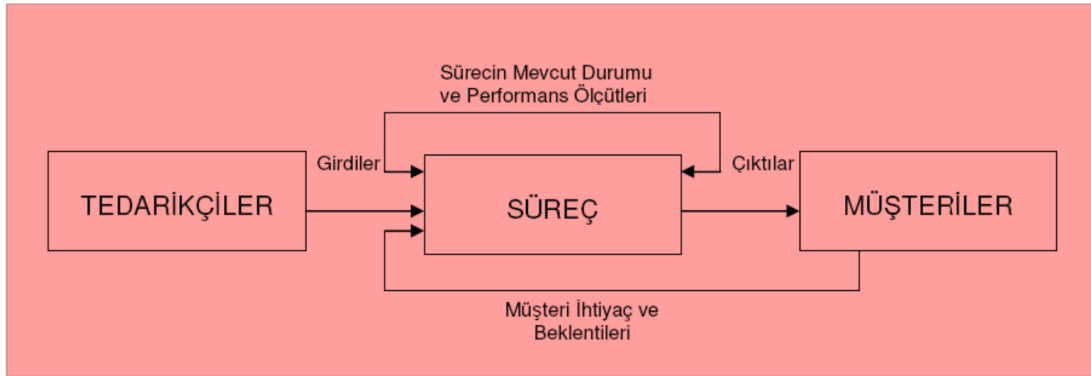 Sürecin Mevcut Durumu
ve Performans Ölçütleri
Girdiler
Çıktılar
TEDARİKÇİLER
SÜREÇ
MÜŞTERİLER
Müşteri İhtiyaç ve
Beklentileri